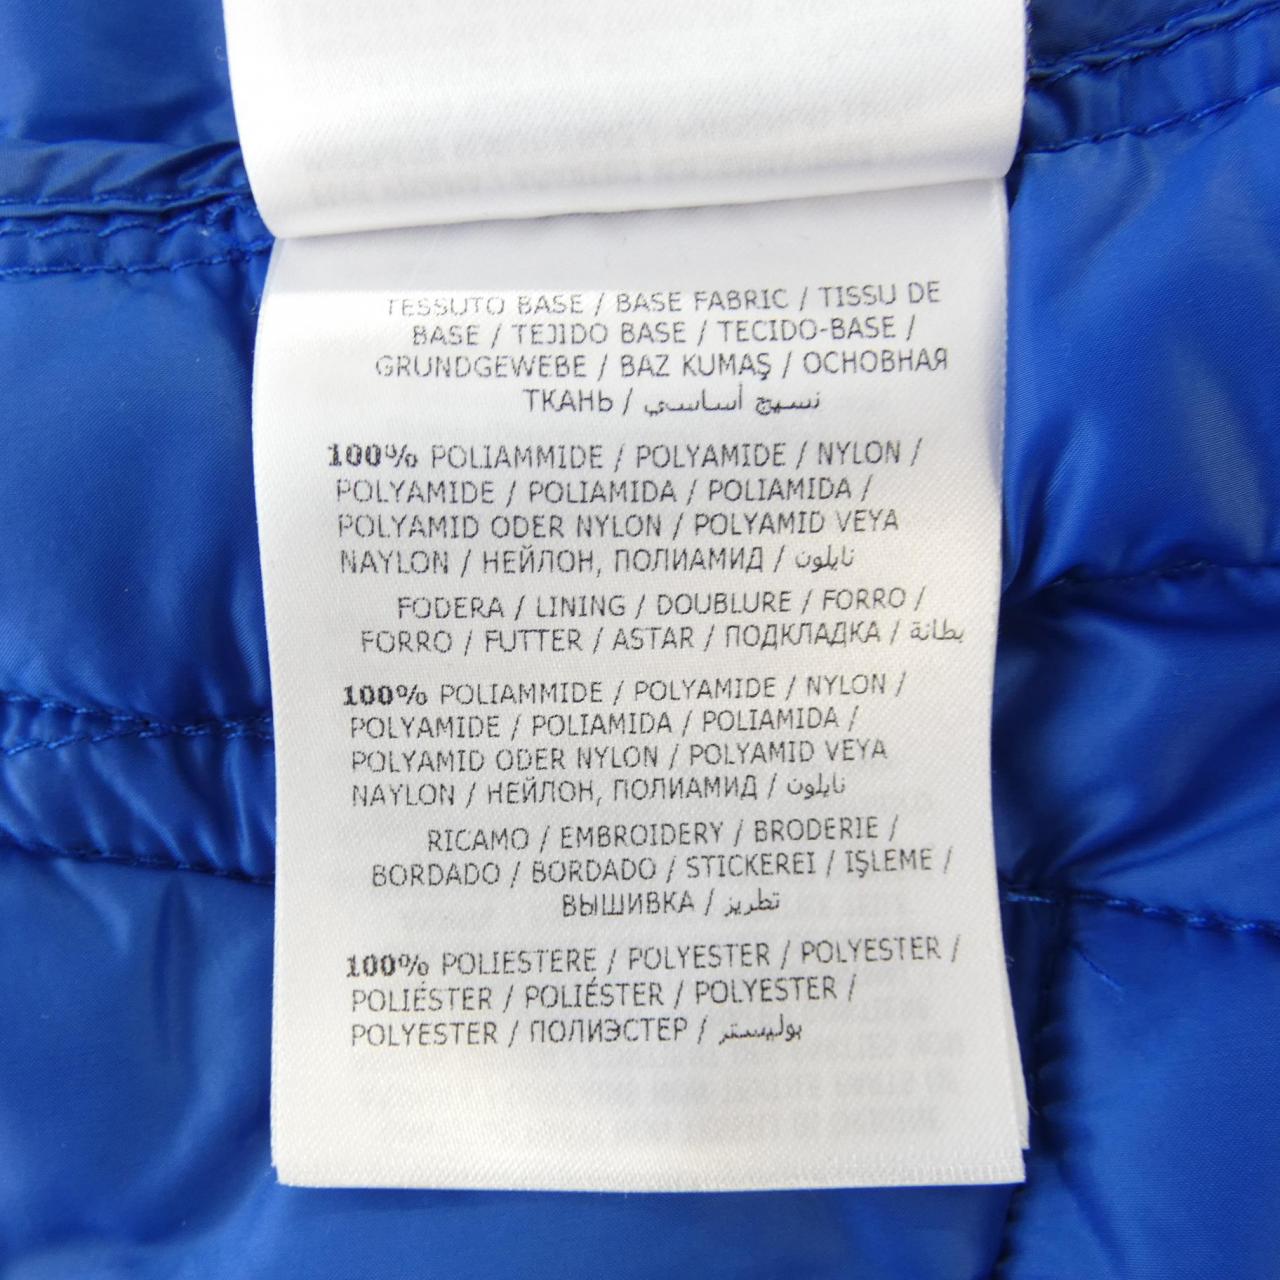 TESSUTO BASE / BASE FABRIC / TISSU DE
BASE / TEJIDO BASE / TECIDO-BASE /
GRUNDGEWEBE / BAZ KUMAŞ / ОСНОВНАЯ
ТКАНЬ / نسيج أساسي
100% POLIAMMIDE / POLYAMIDE / NYLON /
POLYAMIDE / POLIAMIDA / POLIAMIDA /
POLYAMID ODER NYLON / POLYAMID VEYA
NAYLON / НЕЙЛОН, ПОЛИАМИД / نايلون
FODERA / LINING / DOUBLURE / FORRO /
FORRO / FUTTER / ASTAR / ПОДКЛАДКА / بطانة
100% POLIAMMIDE / POLYAMIDE / NYLON /
POLYAMIDE / POLIAMIDA / POLIAMIDA /
POLYAMID ODER NYLON / POLYAMID VEYA
NAYLON / НЕЙЛОН, ПОЛИАМИД / نايلون
RICAMO / EMBROIDERY / BRODERIE /
BORDADO / BORDADO / STICKEREI / IŞLEME /
ВЫШИВКА / تطريز
100% POLIESTERE / POLYESTER / POLYESTER /
POLIÉSTER / POLIÉSTER / POLYESTER /
POLYESTER / ПОЛИЭСТЕР / بوليستر